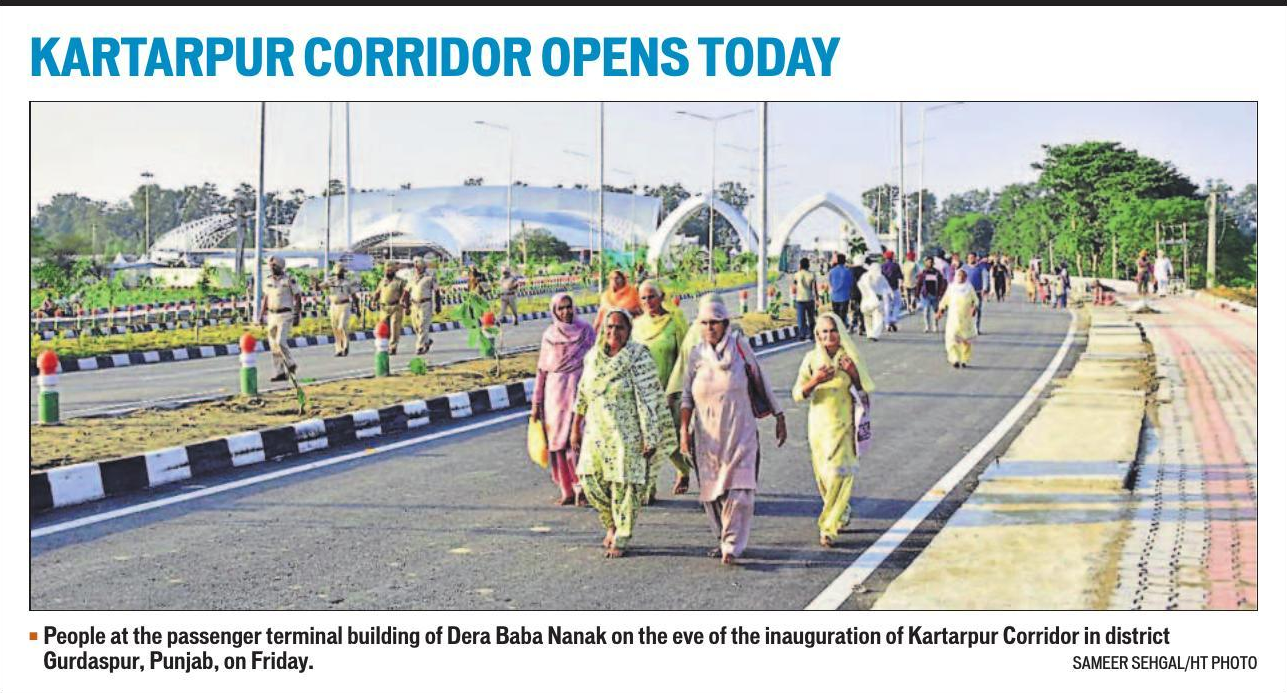 KARTARPUR CORRIDOR OPENS TODAY
▪ People at the passenger terminal building of Dera Baba Nanak on the eve of the inauguration of Kartarpur Corridor in district
Gurdaspur, Punjab, on Friday.
SAMEER SEHGAL/HT PHOTO